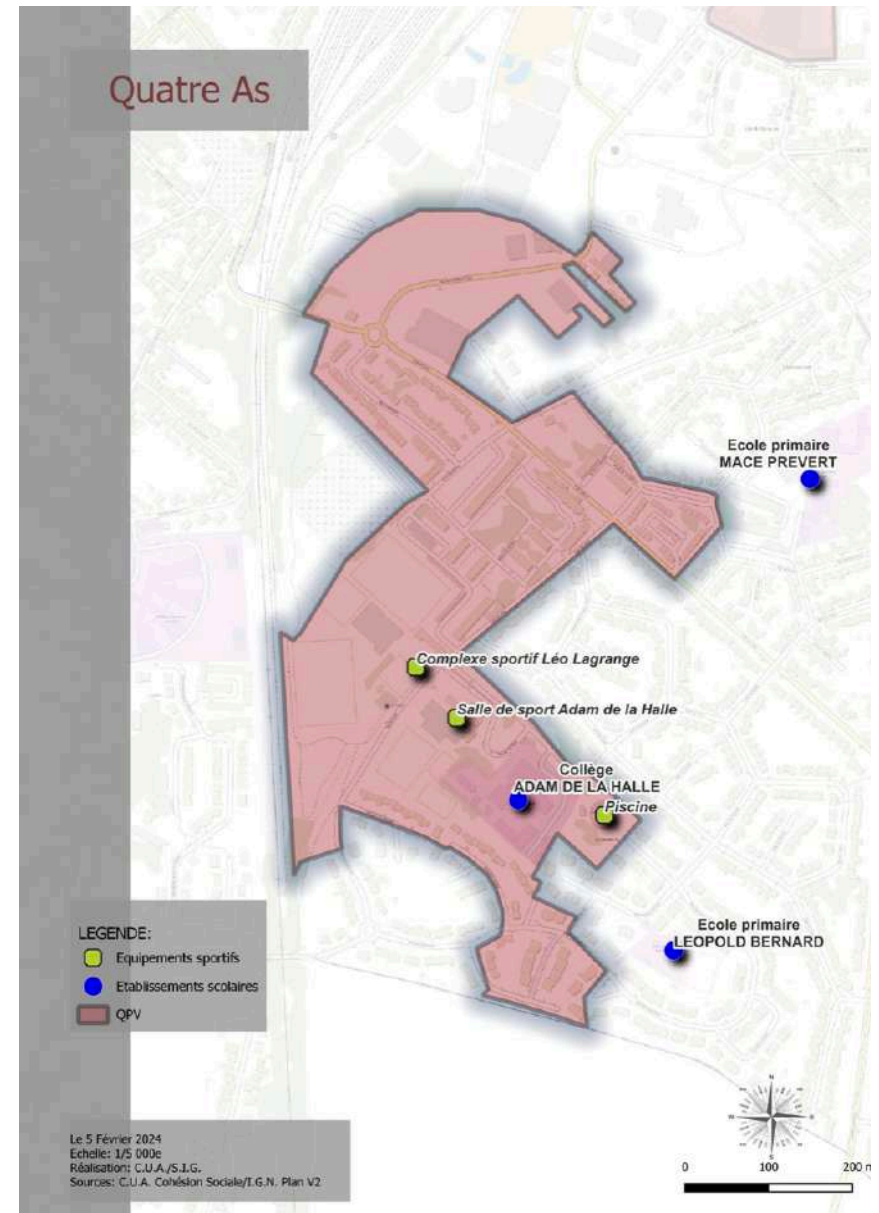 Quatre As
Ecole primaire
MACE PREVERT
Complexe sportif Léo Lagrange
Salle de sport Adam de la Halle
Collège
ADAM DE LA HALLE
Piscine
Ecole primaire
LEOPOLD BERNARD
LEGENDE:
Equipements sportifs
Etablissements scolaires
QPV
N
S
Le 5 Février 2024
Echelle: 1/5 000e
Réalisation: C.U.A./S.I.G.
Sources: C.U.A. Cohésion Sociale/I.G.N. Plan V2
0 100 200 m